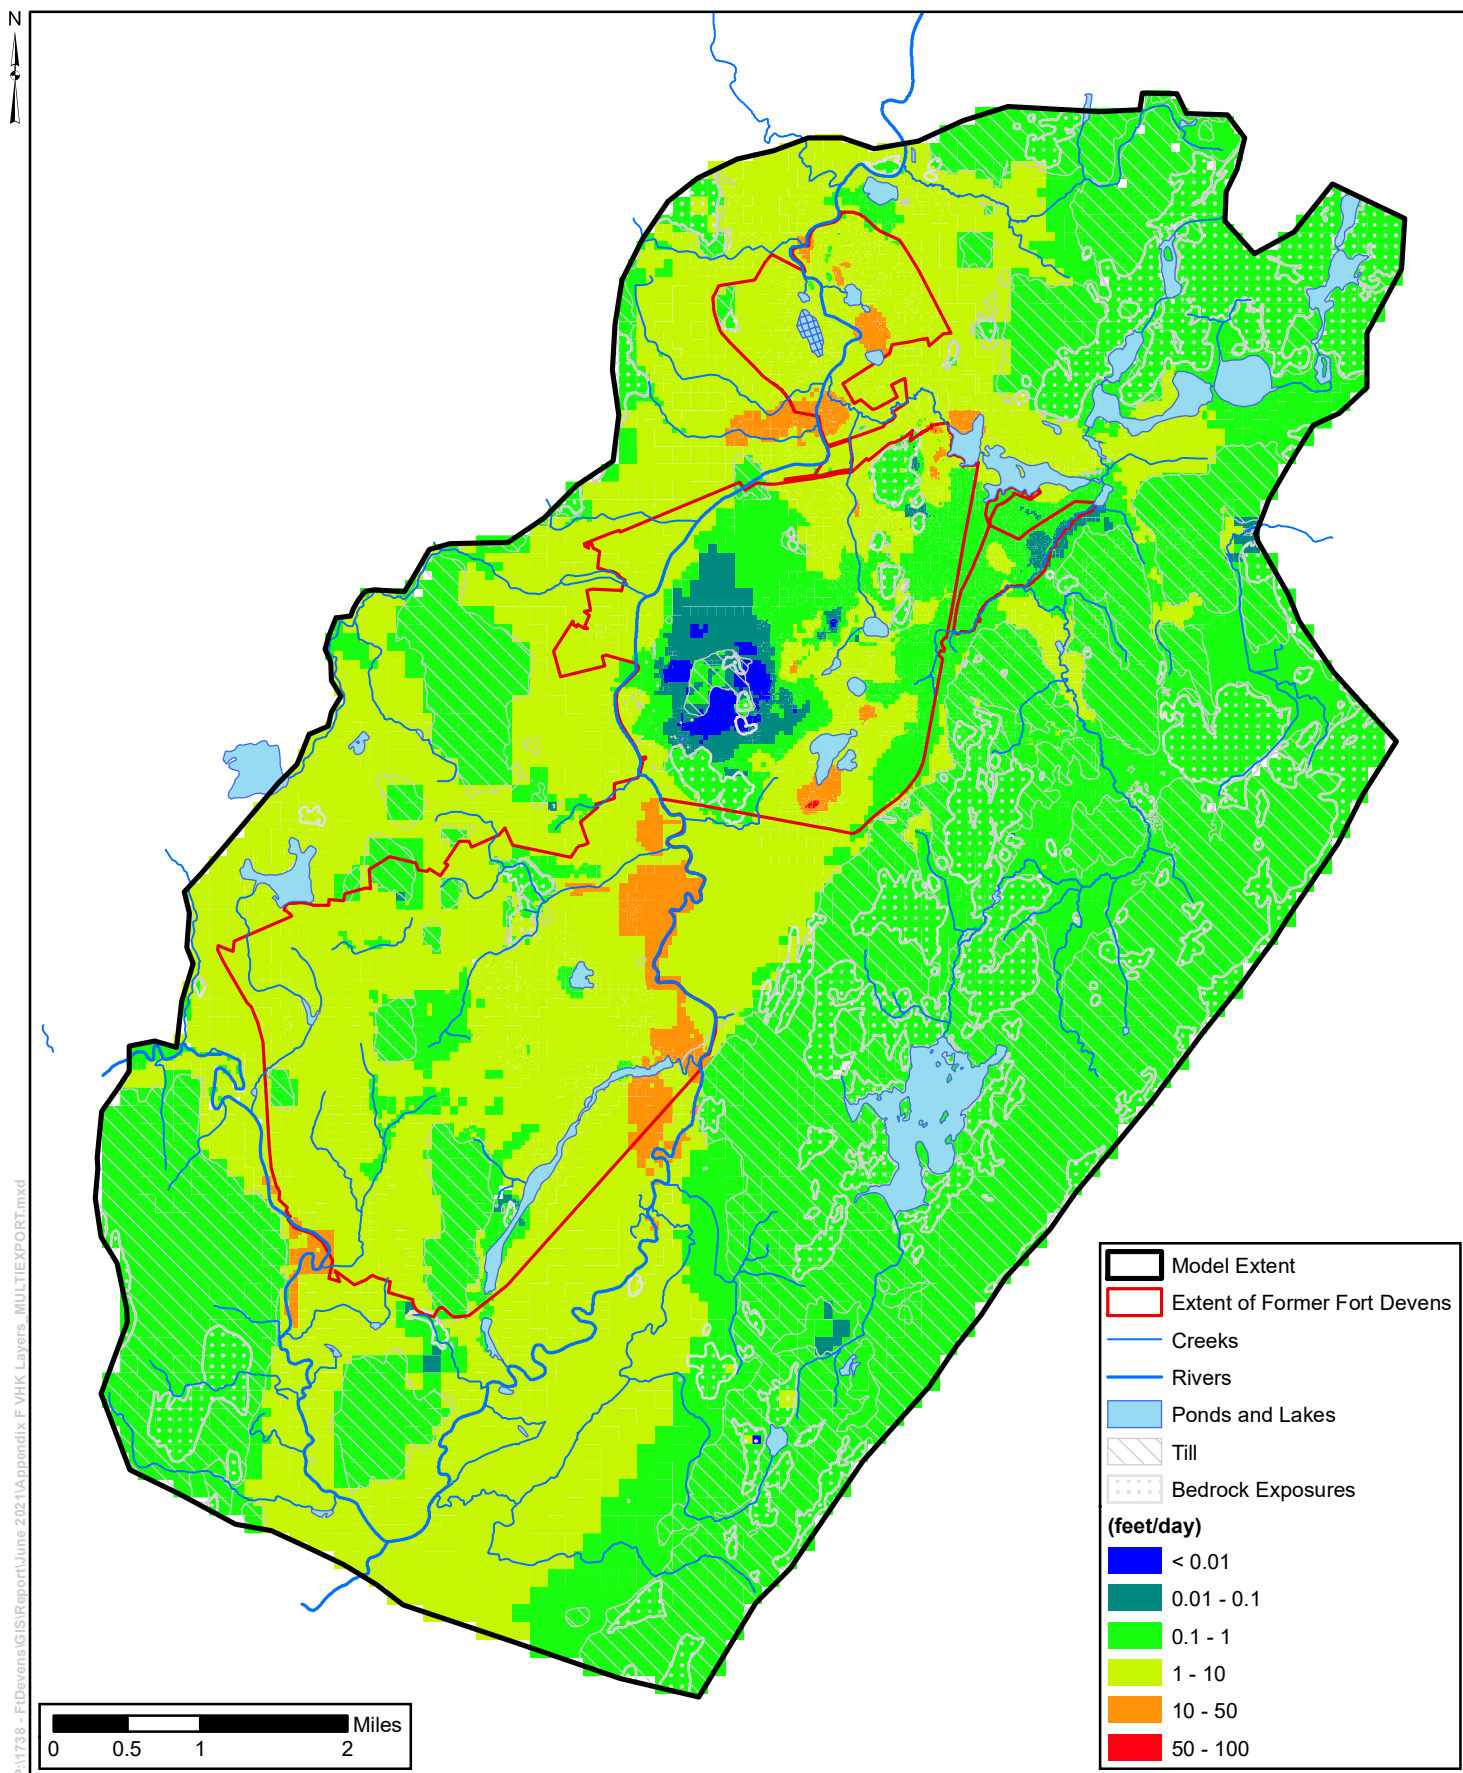 N
P:\1738 - FtDevens\GIS\Report\June 2021\Appendix F VHK Layers_MULTIEXPORT.mxd
Model Extent
Extent of Former Fort Devens
Creeks
Rivers
Ponds and Lakes
Till
Bedrock Exposures
(feet/day)
< 0.01
0.01 - 0.1
0.1 - 1
1 - 10
10 - 50
50 - 100
Miles
0 0.5 1 2